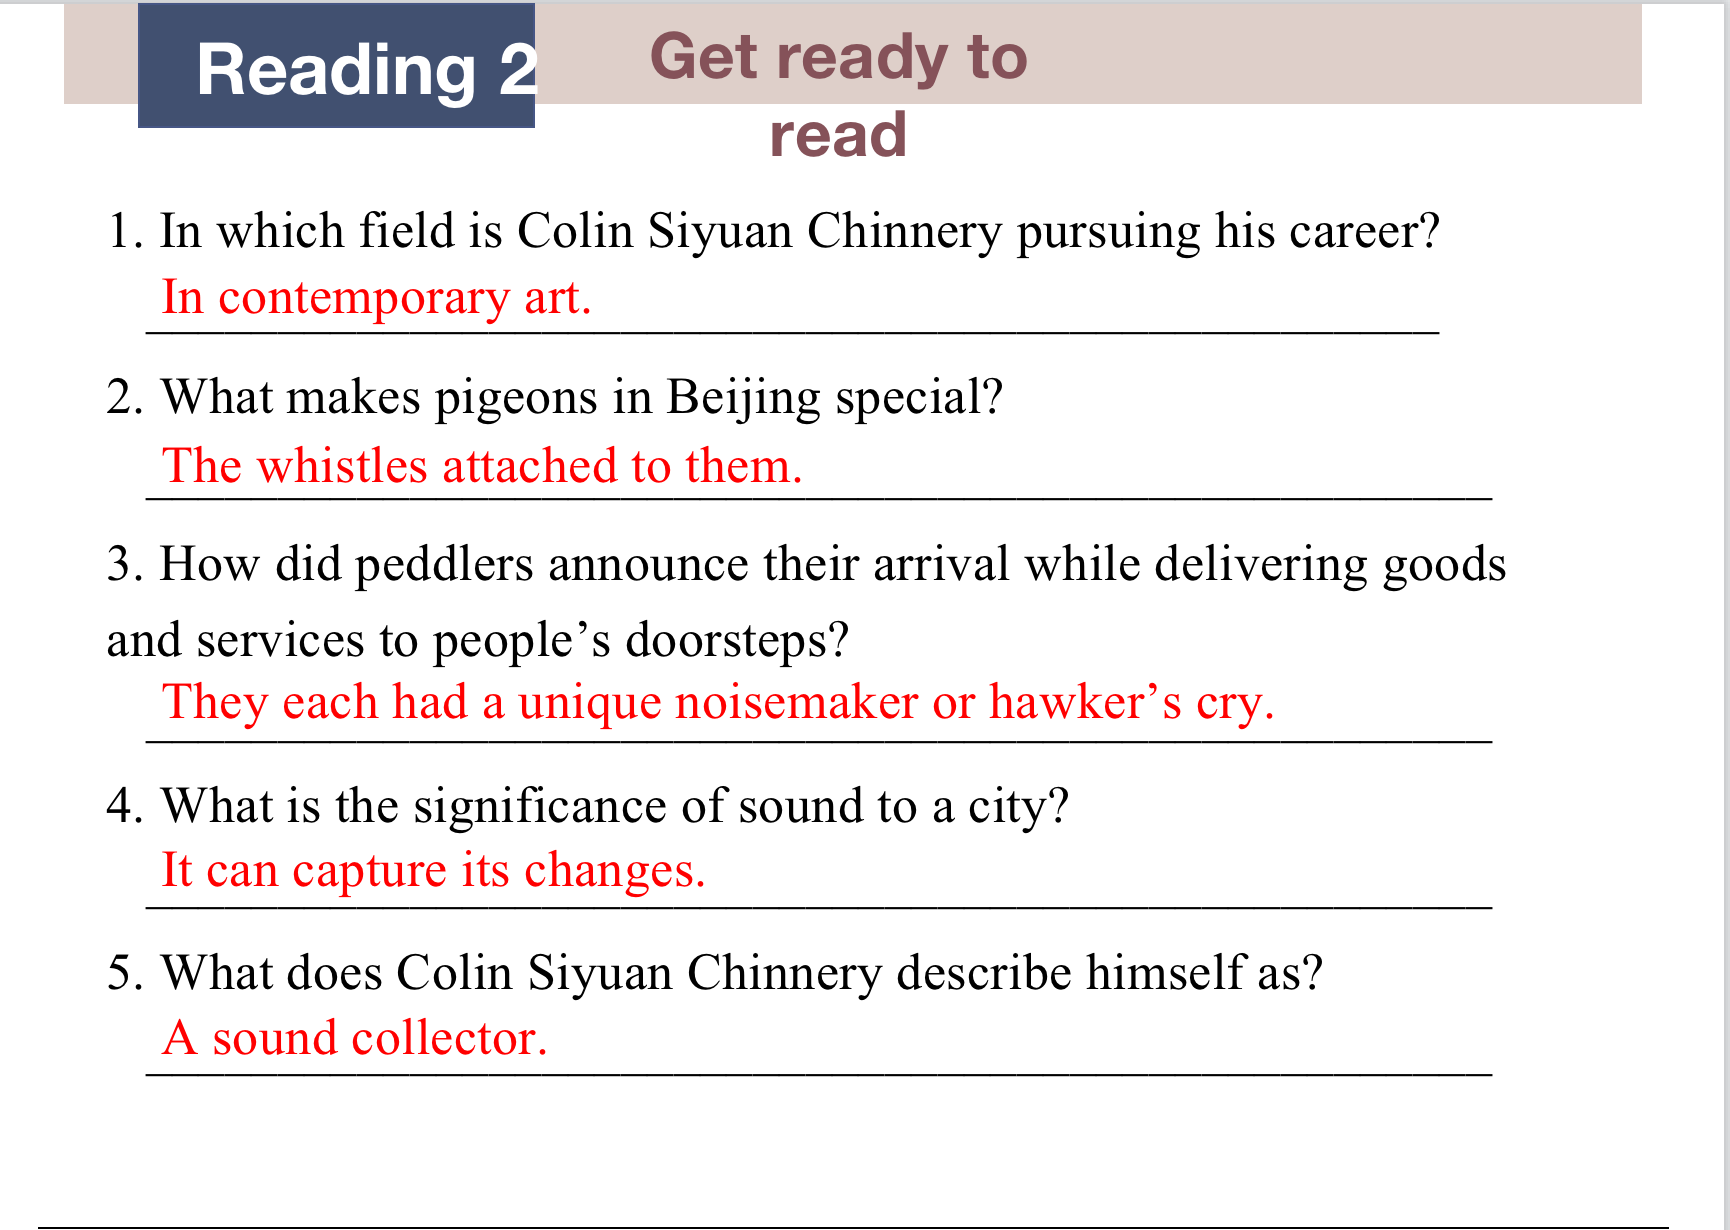 Reading 2
Get ready to
read
1. In which field is Colin Siyuan Chinnery pursuing his career?
In contemporary art.
2. What makes pigeons in Beijing special?
The whistles attached to them.
3. How did peddlers announce their arrival while delivering goods
and services to people’s doorsteps?
They each had a unique noisemaker or hawker’s cry.
4. What is the significance of sound to a city?
It can capture its changes.
5. What does Colin Siyuan Chinnery describe himself as?
A sound collector.